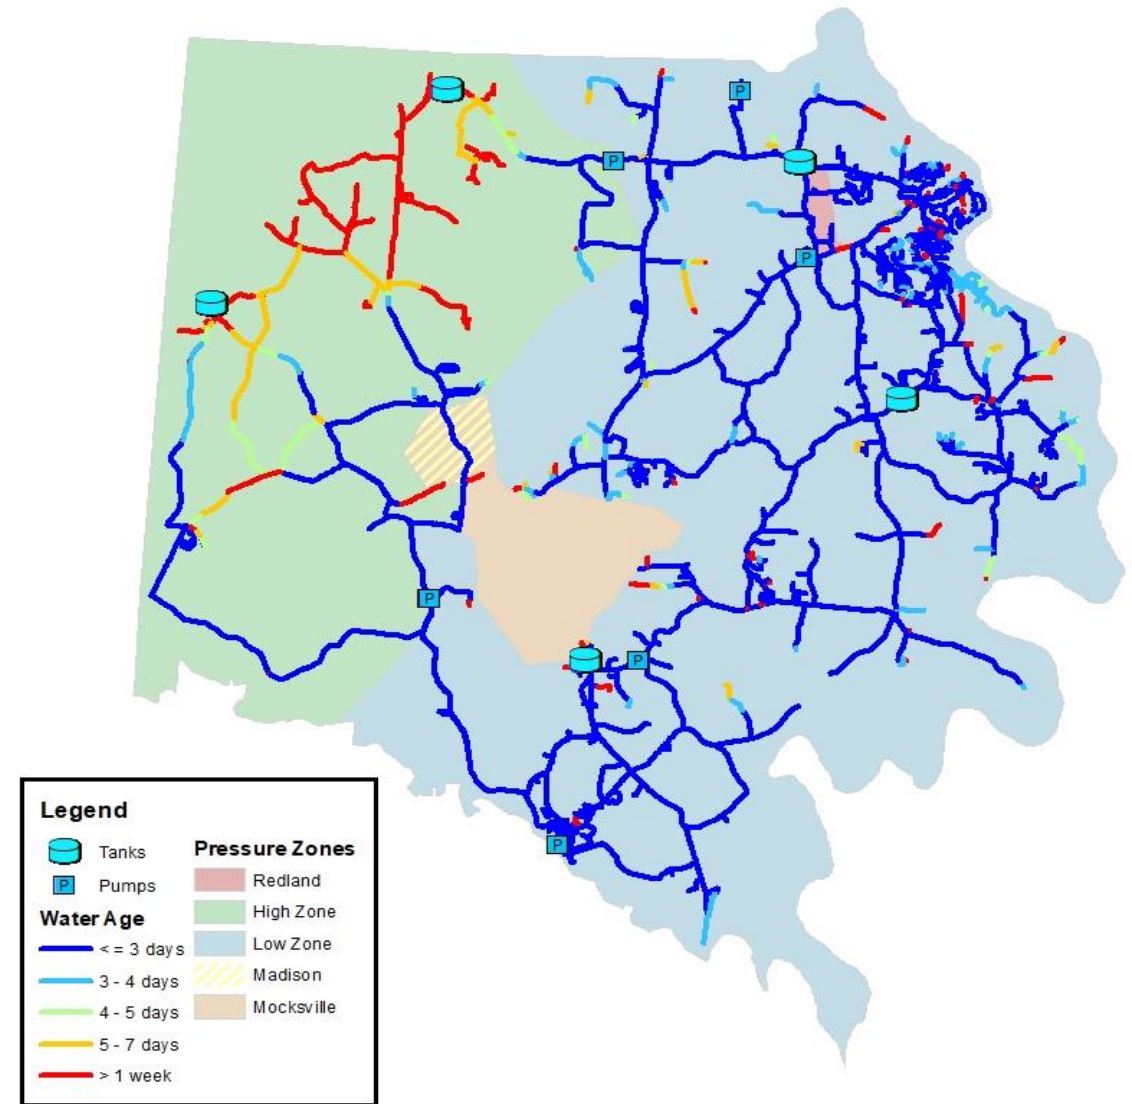 P
P
P
P
P
P
P
Legend
Tanks
Pumps
Water Age
< = 3 days
3 - 4 days
4 - 5 days
5 - 7 days
> 1 week
Pressure Zones
Redland
High Zone
Low Zone
Madison
Mocksville